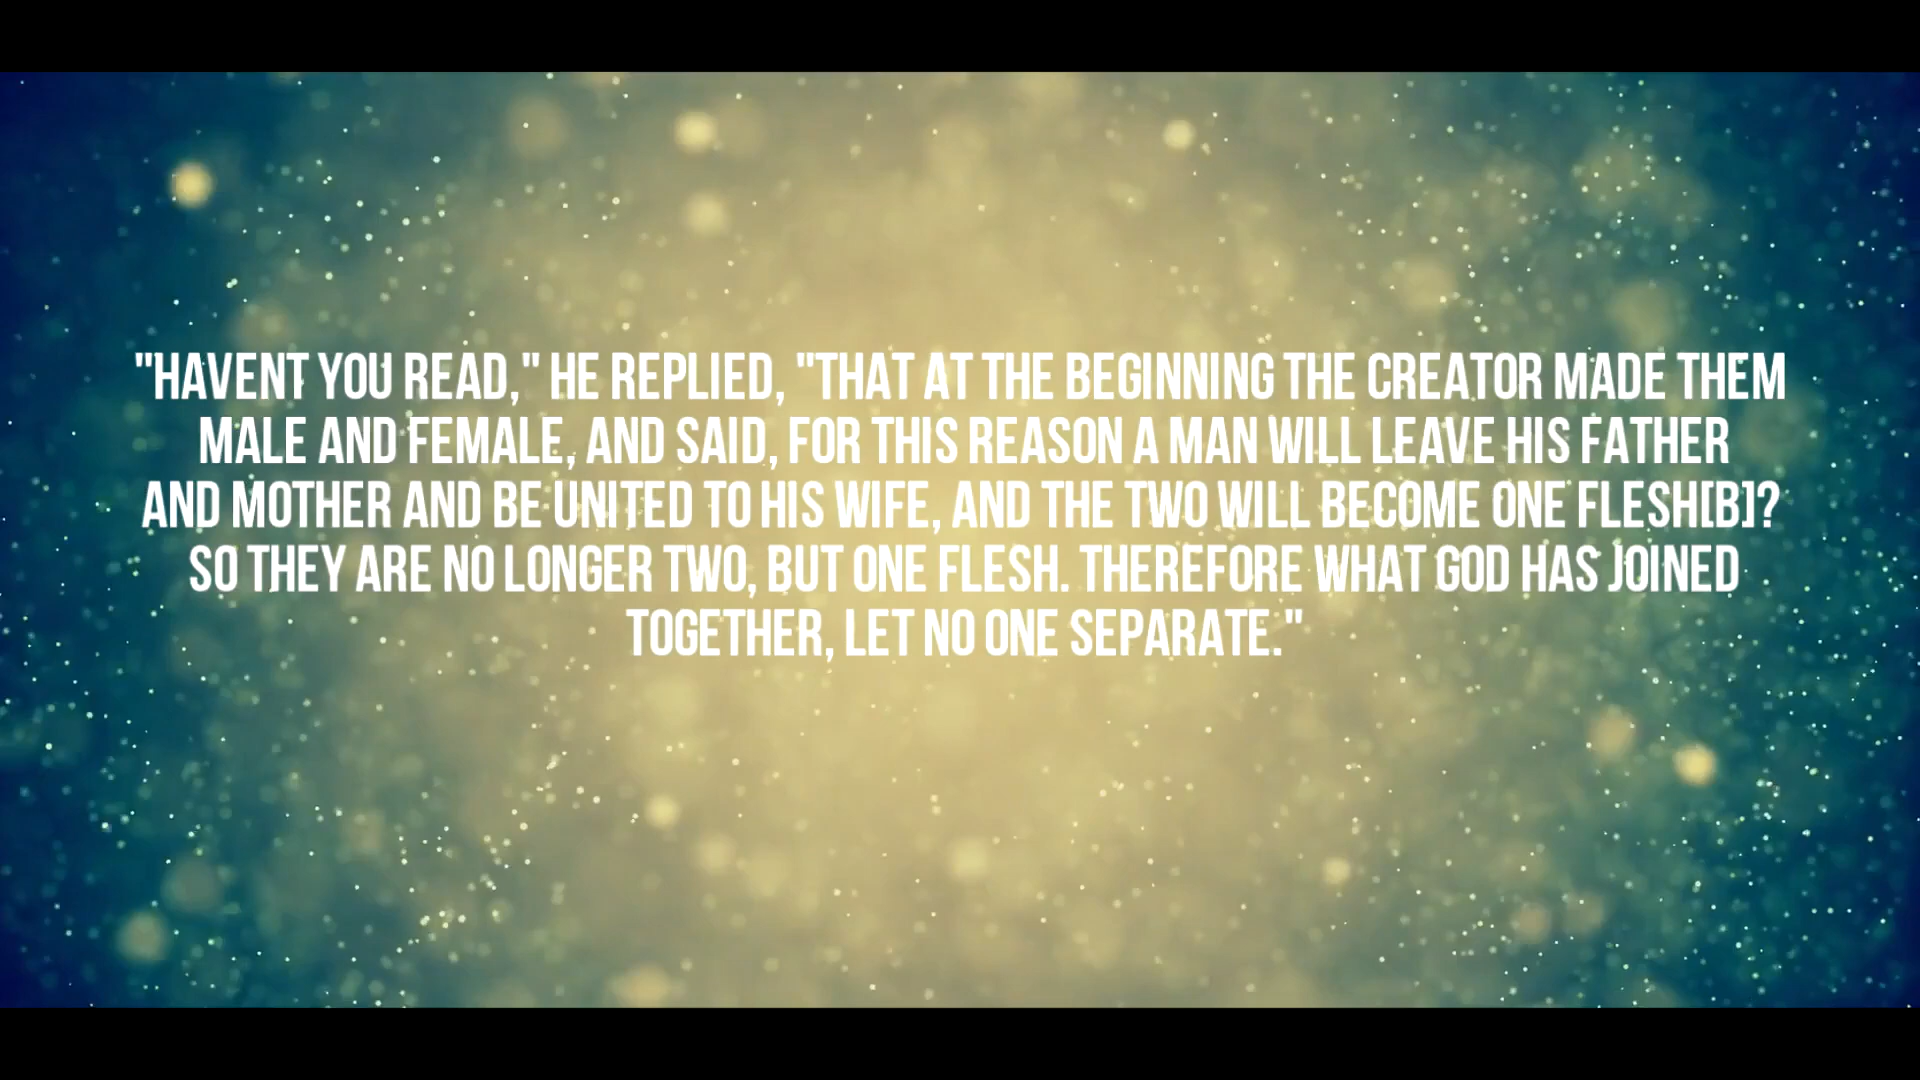 "HAVENT YOU READ," HE REPLIED, "THAT AT THE BEGINNING THE CREATOR MADE THEM
MALE AND FEMALE, AND SAID, FOR THIS REASON A MAN WILL LEAVE HIS FATHER
AND MOTHER AND BE UNITED TO HIS WIFE, AND THE TWO WILL BECOME ONE FLESH[B]?
SO THEY ARE NO LONGER TWO, BUT ONE FLESH. THEREFORE WHAT GOD HAS JOINED
TOGETHER, LET NO ONE SEPARATE."